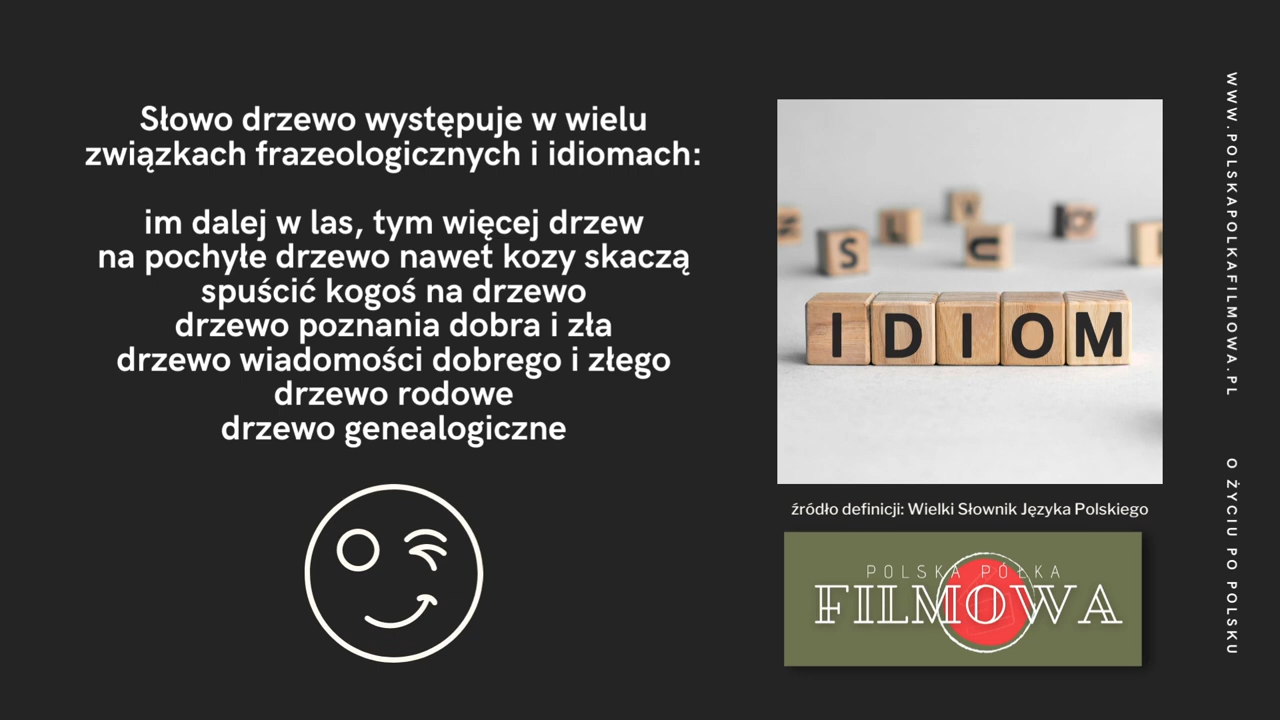 Słowo drzewo występuje w wielu
związkach frazeologicznych i idiomach:
im dalej w las, tym więcej drzew
na pochyłe drzewo nawet kozy skaczą
spuścić kogoś na drzewo
drzewo poznania dobra i zła
drzewo wiadomości dobrego i złego
drzewo rodowe
drzewo genealogiczne
S
U
IDIOM
źródło definicji: Wielki Słownik Języka Polskiego
POLSKA PÓŁKA
FILMOWA
WWW.POLSKAPOLKAFILMOWA.PL
O ŻYCIU PO POLSKU